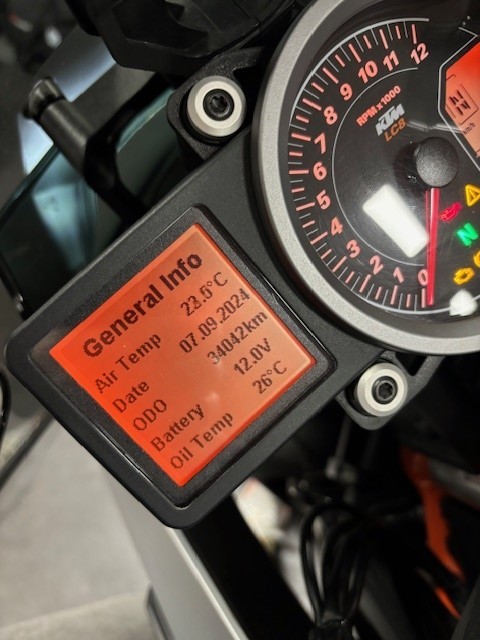 General Info
Air Temp 23.5°C
Date 07.09.2024
ODO 34042km
Battery 12.0V
Oil Temp 26°C
12
11
10
9
8
7
6
5
4
3
2
1
0
RPM x1000
KTM
LC8
N